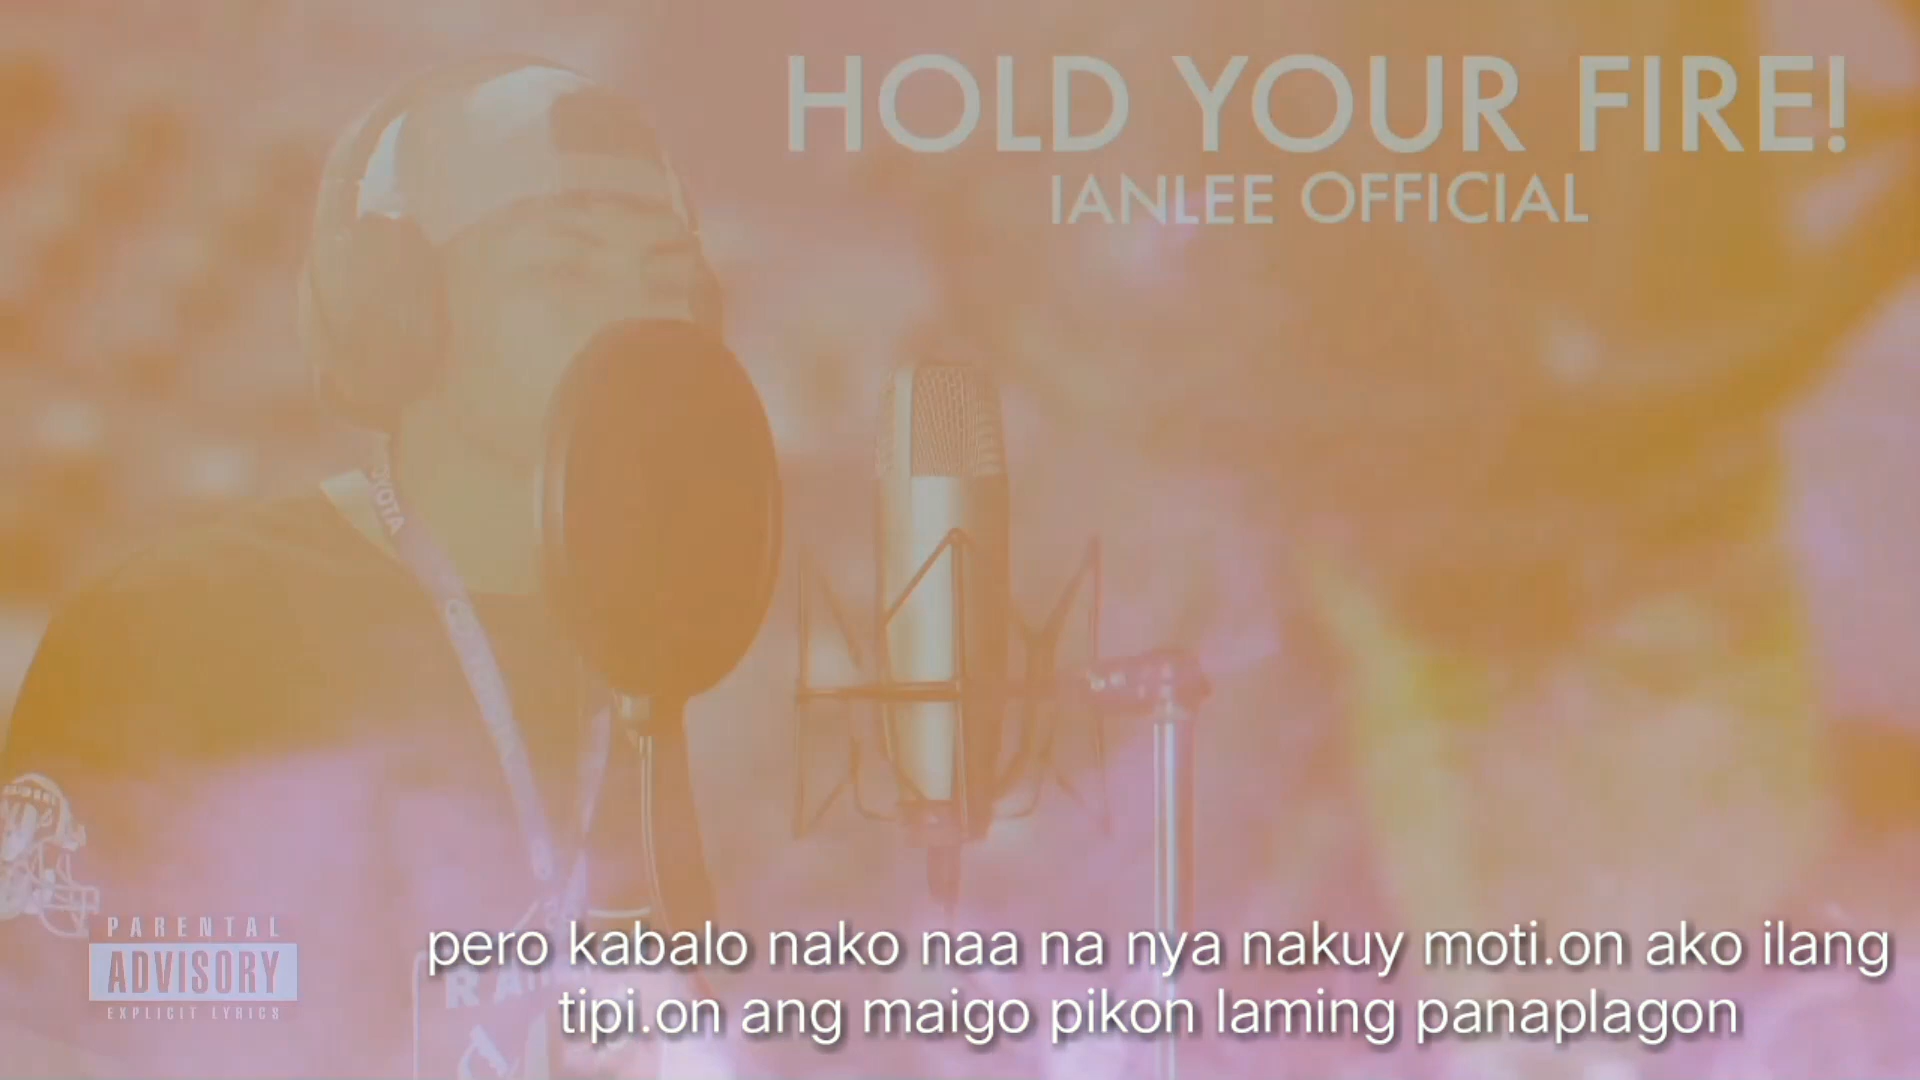 HOLD YOUR FIRE!
IANLEE OFFICIAL
PARENTAL
ADVISORY
EXPLICIT LYRICS
pero kabalo nako naa na nya nakuy moti.on ako ilang
tipi.on ang maigo pikon laming panaplagon